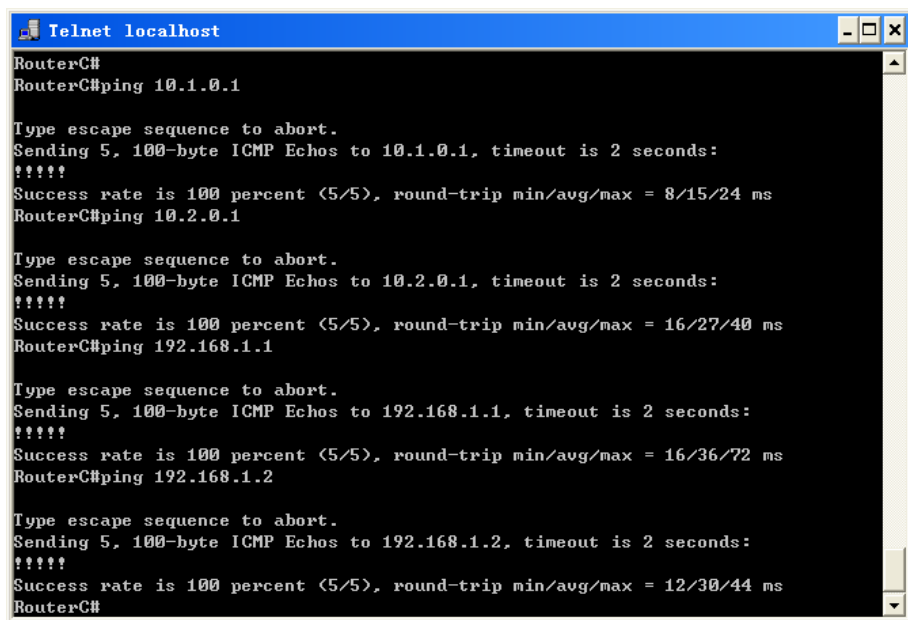 Telnet localhost
RouterC#
RouterC#ping 10.1.0.1
Type escape sequence to abort.
Sending 5, 100-byte ICMP Echos to 10.1.0.1, timeout is 2 seconds:
!!!!!
Success rate is 100 percent (5/5), round-trip min/avg/max = 8/15/24 ms
RouterC#ping 10.2.0.1
Type escape sequence to abort.
Sending 5, 100-byte ICMP Echos to 10.2.0.1, timeout is 2 seconds:
!!!!!
Success rate is 100 percent (5/5), round-trip min/avg/max = 16/27/40 ms
RouterC#ping 192.168.1.1
Type escape sequence to abort.
Sending 5, 100-byte ICMP Echos to 192.168.1.1, timeout is 2 seconds:
!!!!!
Success rate is 100 percent (5/5), round-trip min/avg/max = 16/36/72 ms
RouterC#ping 192.168.1.2
Type escape sequence to abort.
Sending 5, 100-byte ICMP Echos to 192.168.1.2, timeout is 2 seconds:
!!!!!
Success rate is 100 percent (5/5), round-trip min/avg/max = 12/30/44 ms
RouterC#